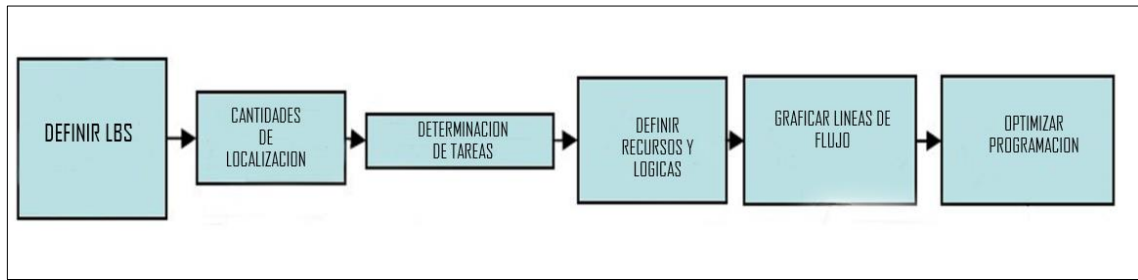 DEFINIR LBS
CANTIDADES
DE
LOCALIZACION
DETERMINACION
DE TAREAS
DEFINIR
RECURSOS Y
LOGICAS
GRAFICAR LINEAS DE
FLUJO
OPTIMIZAR
PROGRAMACION